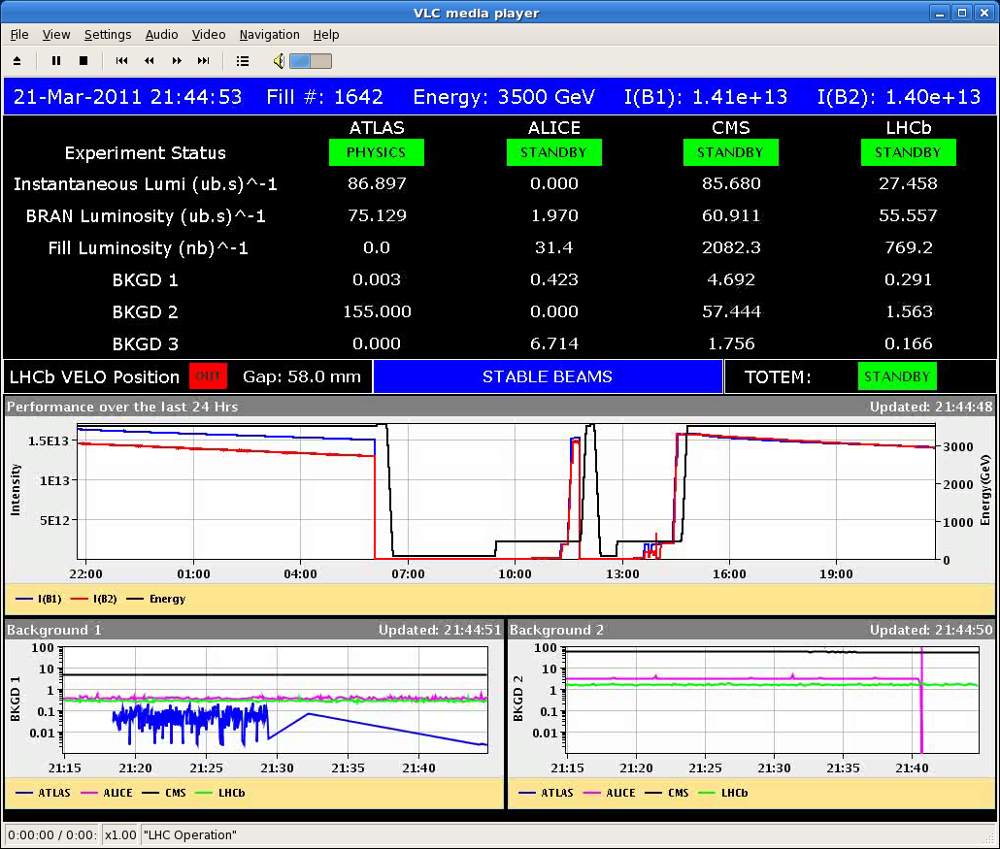 VLC media player
File View Settings Audio Video Navigation Help
21-Mar-2011 21:44:53 Fill #: 1642 Energy: 3500 GeV I(B1): 1.41e+13 I(B2): 1.40e+13
ATLAS ALICE CMS LHCb
Experiment Status PHYSICS STANDBY STANDBY STANDBY
Instantaneous Lumi (ub.s)^-1 86.897 0.000 85.680 27.458
BRAN Luminosity (ub.s)^-1 75.129 1.970 60.911 55.557
Fill Luminosity (nb)^-1 0.0 31.4 2082.3 769.2
BKGD 1 0.003 0.423 4.692 0.291
BKGD 2 155.000 0.000 57.444 1.563
BKGD 3 0.000 6.714 1.756 0.166
LHCb VELO Position OUT Gap: 58.0 mm STABLE BEAMS TOTEM: STANDBY
Performance over the last 24 Hrs Updated: 21:44:48
Intensity
1.5E13
1E13
5E12
3000
2000
1000
0
Energy(GeV)
22:00 01:00 04:00 07:00 10:00 13:00 16:00 19:00
I(B1) I(B2) Energy
Background 1 Updated: 21:44:51
BKGD 1
100
10
1
0.1
0.01
21:15 21:20 21:25 21:30 21:35 21:40
ATLAS ALICE CMS LHCb
Background 2 Updated: 21:44:50
BKGD 2
100
10
1
0.1
0.01
21:15 21:20 21:25 21:30 21:35 21:40
ATLAS ALICE CMS LHCb
0:00:00 / 0:00: x1.00 "LHC Operation"